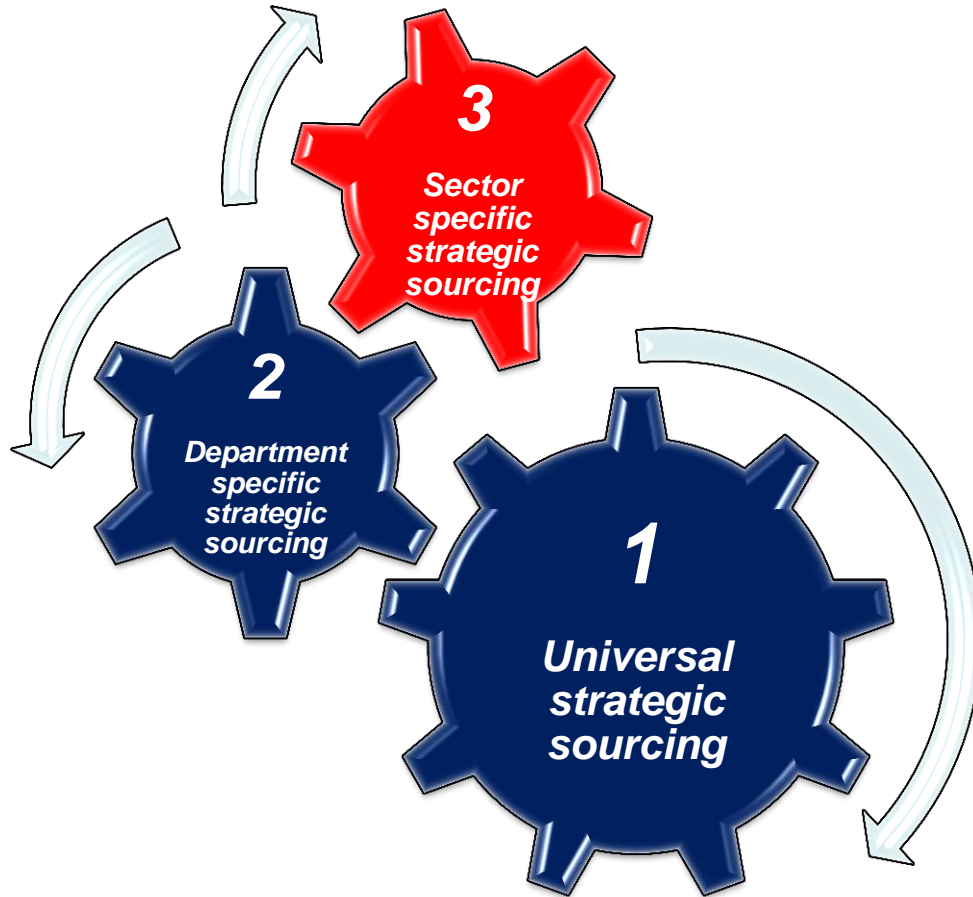 3
Sector
specific
strategic
sourcing
2
Department
specific
strategic
sourcing
1
Universal
strategic
sourcing